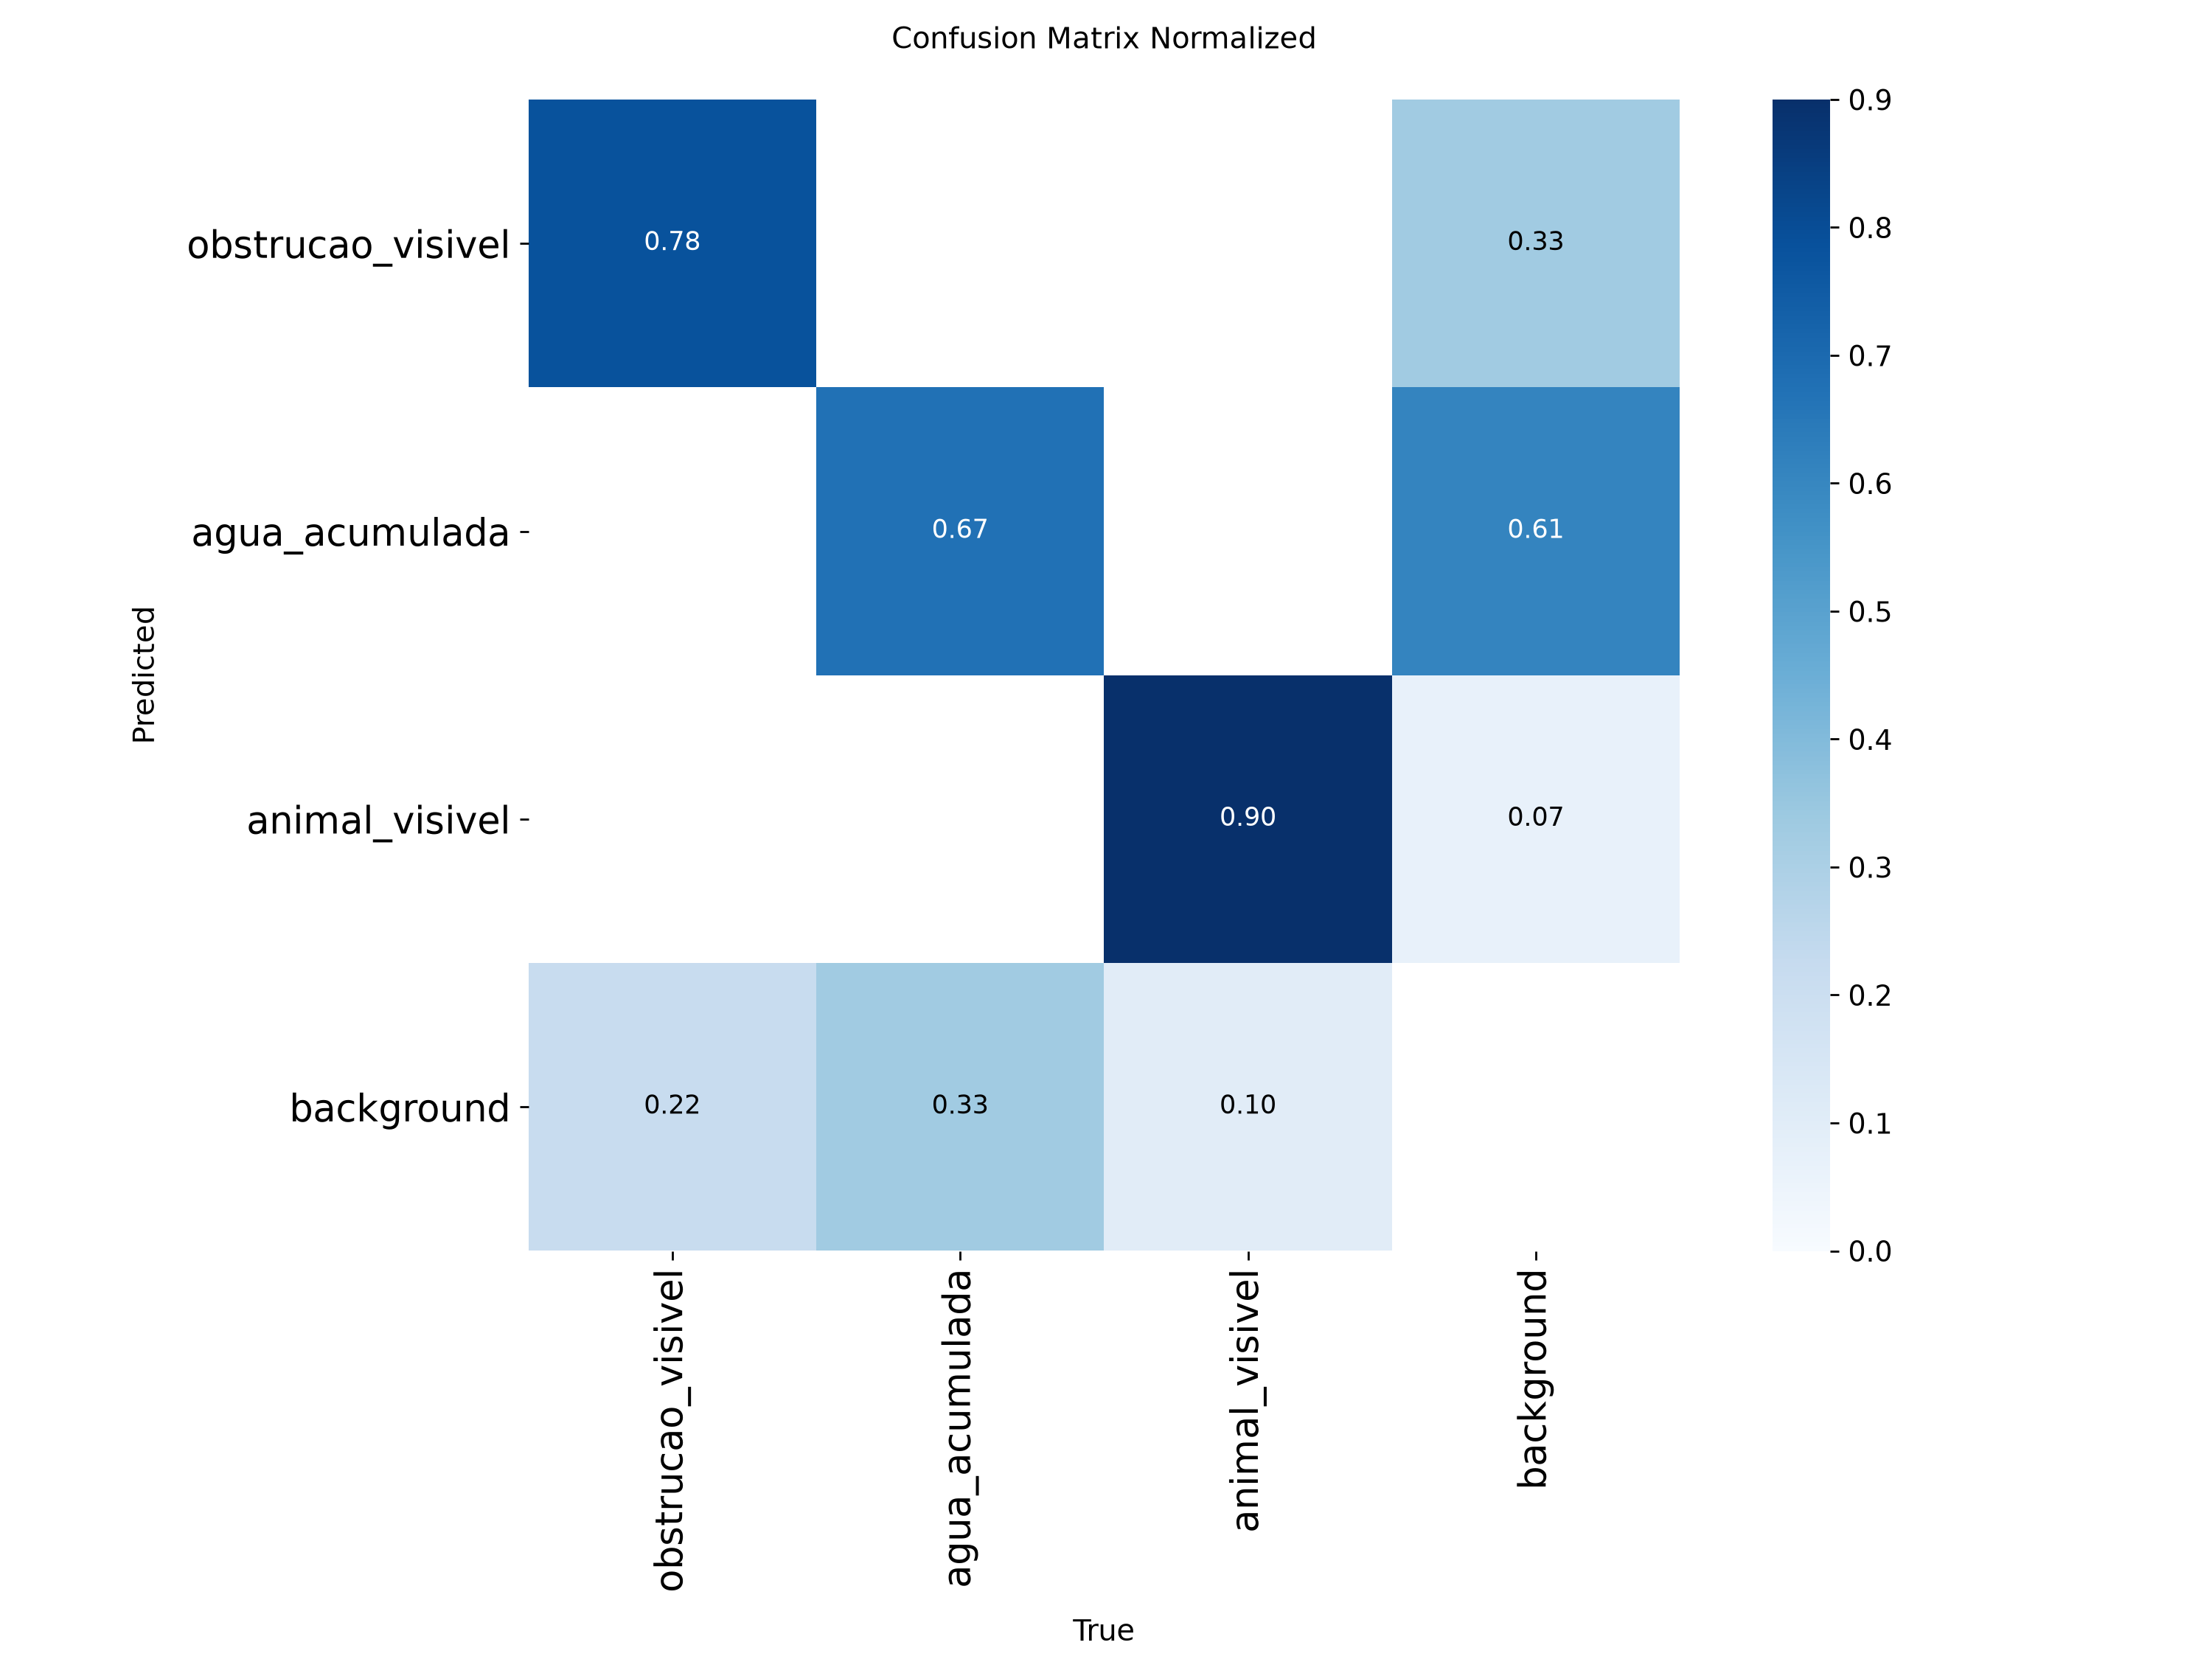 Confusion Matrix Normalized
obstrucao_visivel
0.78
0.33
agua_acumulada
0.67
0.61
animal_visivel
0.90
0.07
background
0.22
0.33
0.10
Predicted
obstrucao_visivel
agua_acumulada
animal_visivel
background
True
0.9
0.8
0.7
0.6
0.5
0.4
0.3
0.2
0.1
0.0